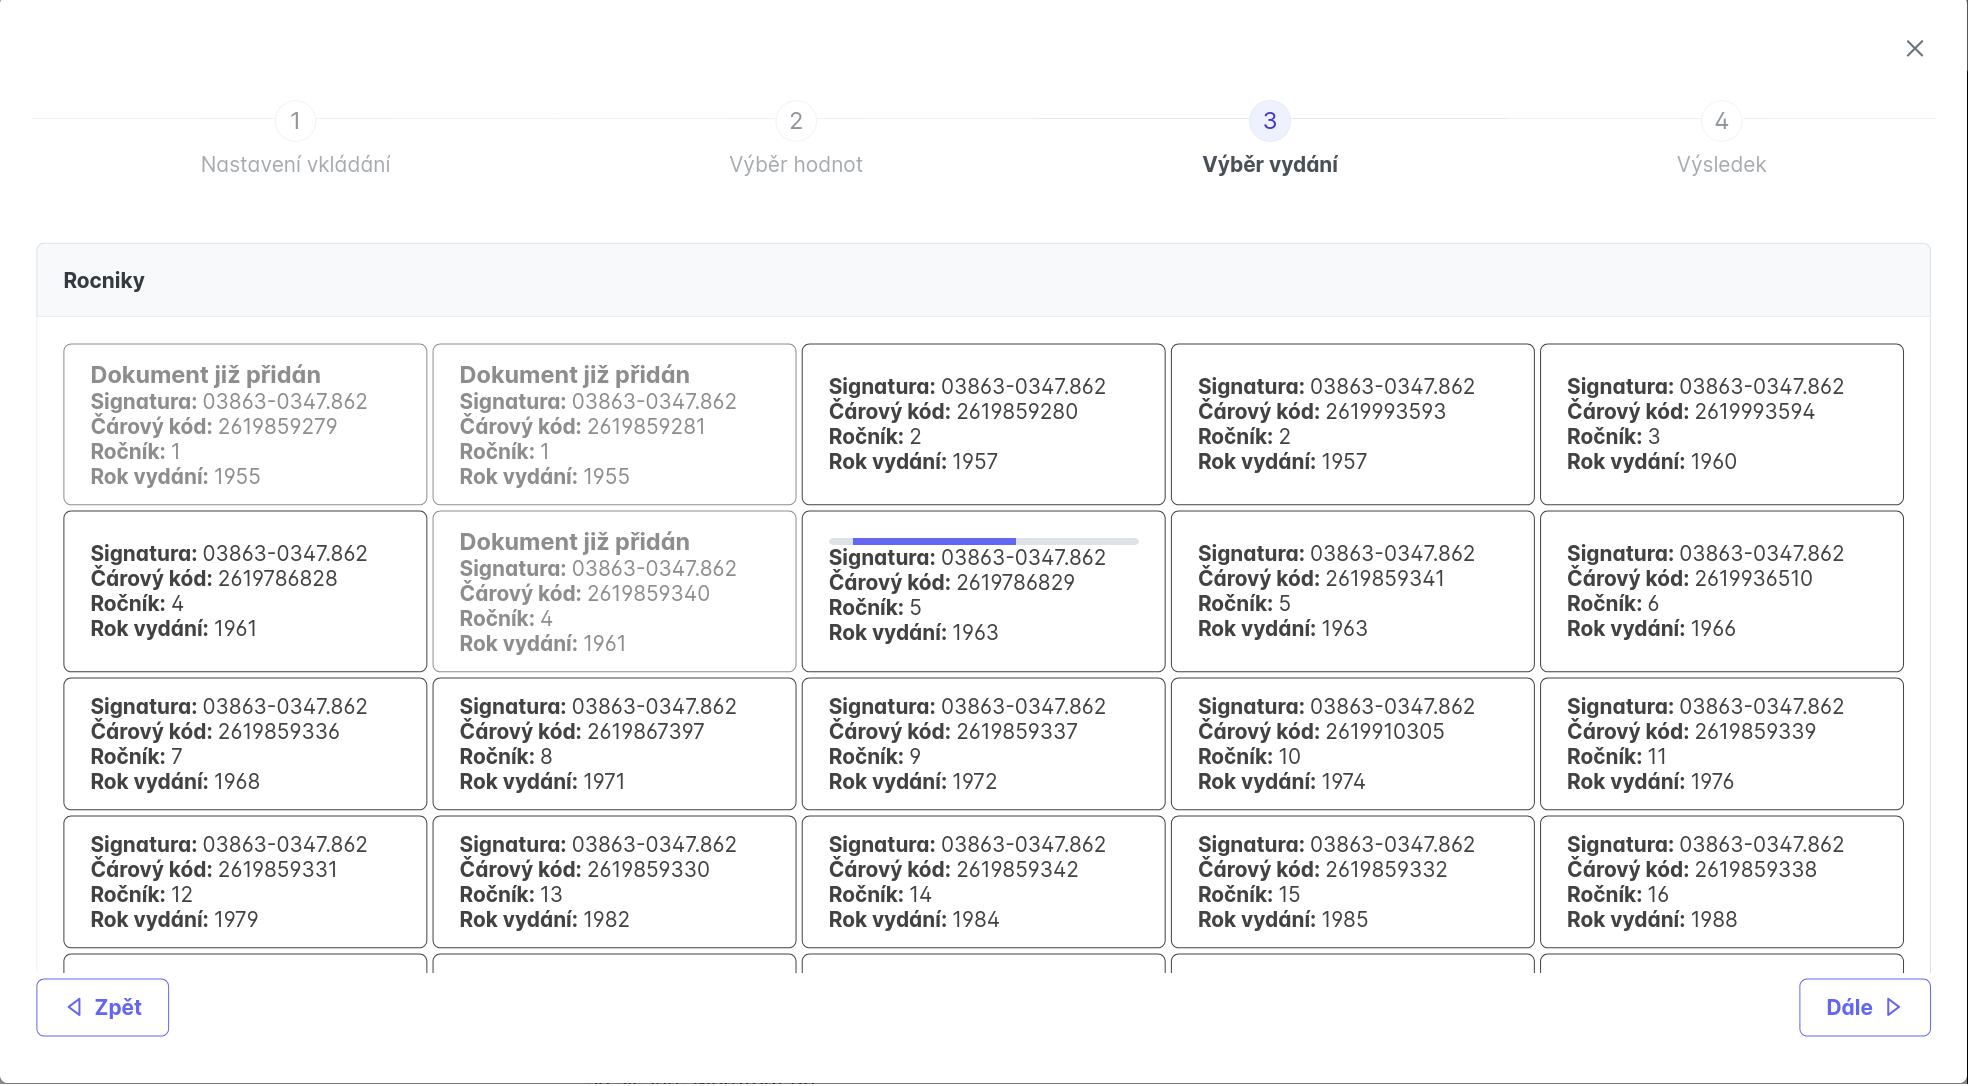 1
Nastavení vkládání
2
Výběr hodnot
3
Výběr vydání
4
Výsledek
Rocniky
Dokument již přidán
Signatura: 03863-0347.862
Čárový kód: 2619859279
Ročník: 1
Rok vydání: 1955
Dokument již přidán
Signatura: 03863-0347.862
Čárový kód: 2619859281
Ročník: 1
Rok vydání: 1955
Signatura: 03863-0347.862
Čárový kód: 2619859280
Ročník: 2
Rok vydání: 1957
Signatura: 03863-0347.862
Čárový kód: 2619993593
Ročník: 2
Rok vydání: 1957
Signatura: 03863-0347.862
Čárový kód: 2619993594
Ročník: 3
Rok vydání: 1960
Signatura: 03863-0347.862
Čárový kód: 2619786828
Ročník: 4
Rok vydání: 1961
Dokument již přidán
Signatura: 03863-0347.862
Čárový kód: 2619859340
Ročník: 4
Rok vydání: 1961
Signatura: 03863-0347.862
Čárový kód: 2619786829
Ročník: 5
Rok vydání: 1963
Signatura: 03863-0347.862
Čárový kód: 2619859341
Ročník: 5
Rok vydání: 1963
Signatura: 03863-0347.862
Čárový kód: 2619936510
Ročník: 6
Rok vydání: 1966
Signatura: 03863-0347.862
Čárový kód: 2619859336
Ročník: 7
Rok vydání: 1968
Signatura: 03863-0347.862
Čárový kód: 2619867397
Ročník: 8
Rok vydání: 1971
Signatura: 03863-0347.862
Čárový kód: 2619859337
Ročník: 9
Rok vydání: 1972
Signatura: 03863-0347.862
Čárový kód: 2619910305
Ročník: 10
Rok vydání: 1974
Signatura: 03863-0347.862
Čárový kód: 2619859339
Ročník: 11
Rok vydání: 1976
Signatura: 03863-0347.862
Čárový kód: 2619859331
Ročník: 12
Rok vydání: 1979
Signatura: 03863-0347.862
Čárový kód: 2619859330
Ročník: 13
Rok vydání: 1982
Signatura: 03863-0347.862
Čárový kód: 2619859342
Ročník: 14
Rok vydání: 1984
Signatura: 03863-0347.862
Čárový kód: 2619859332
Ročník: 15
Rok vydání: 1985
Signatura: 03863-0347.862
Čárový kód: 2619859338
Ročník: 16
Rok vydání: 1988
Zpět
Dále